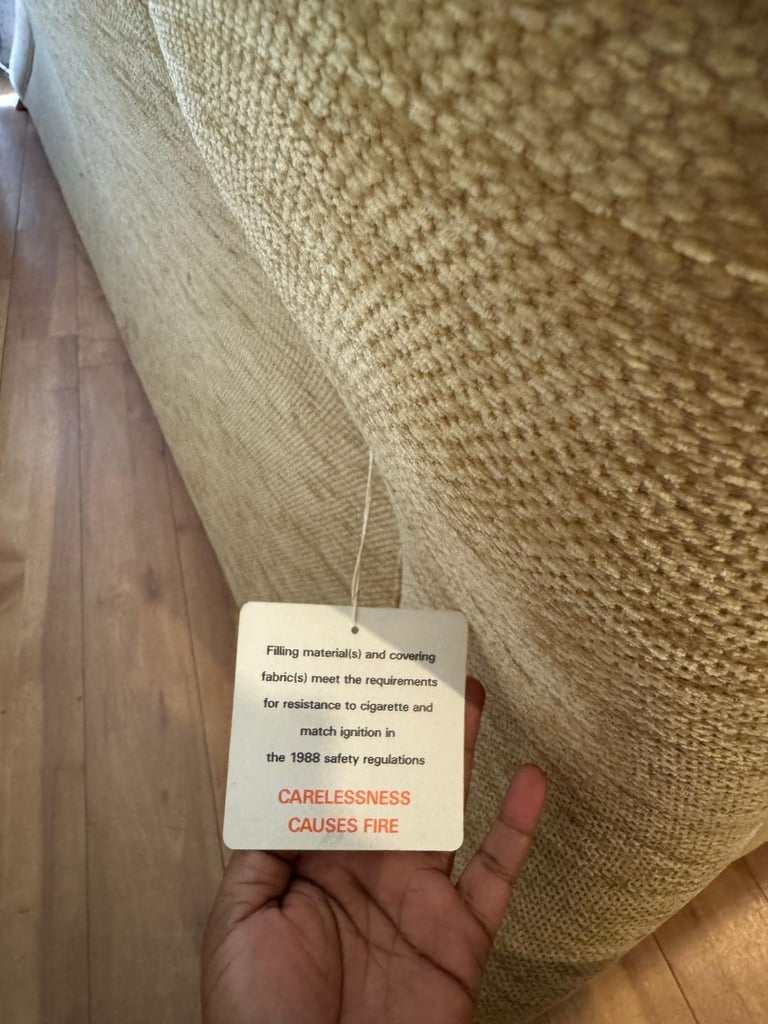 Filling material(s) and covering
fabric(s) meet the requirements
for resistance to cigarette and
match ignition in
the 1988 safety regulations
CARELESSNESS
CAUSES FIRE